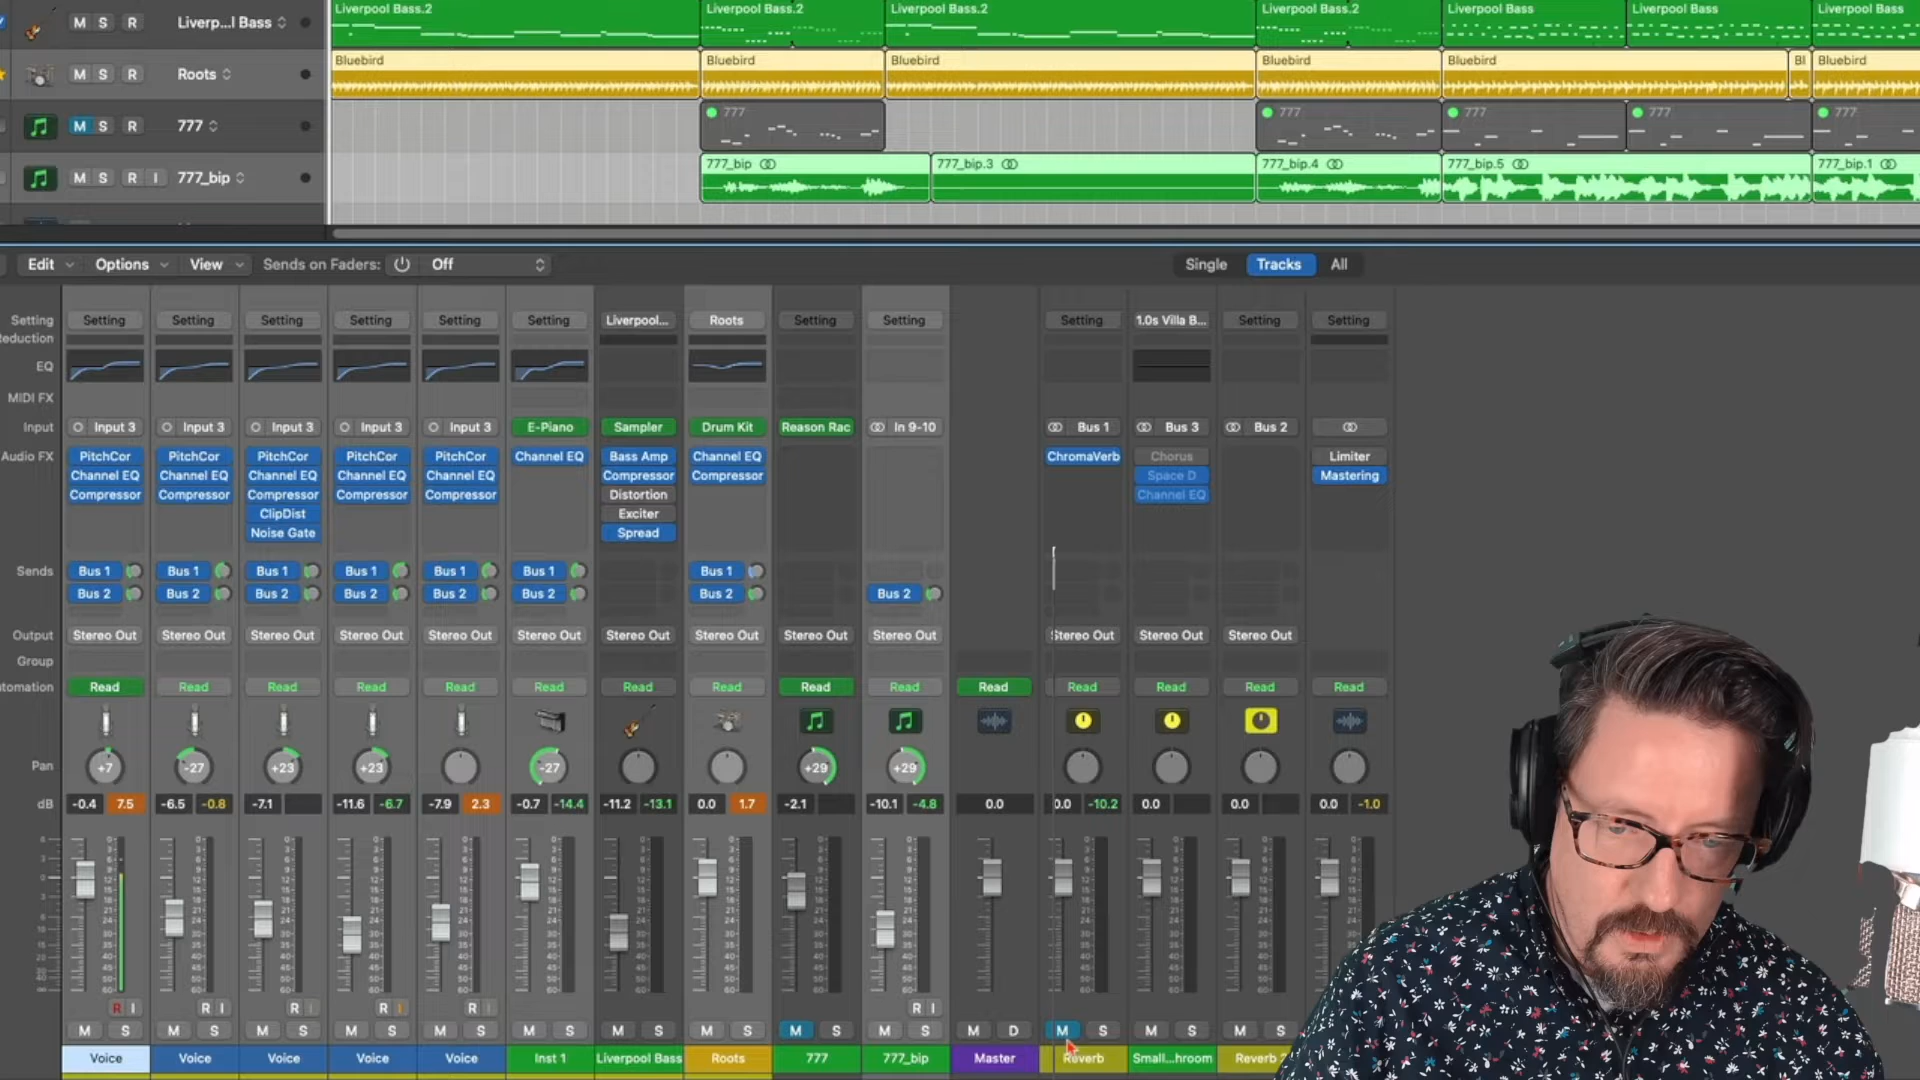 Liverpool Bass.2 Liverpool Bass.2 Liverpool Bass.2 Liverpool Bass.2 Liverpool Bass Liverpool Bass Liverpool Bass
M S R Liverp...l Bass
Bluebird Bluebird Bluebird Bluebird Bluebird Bl Bluebird
M S R Roots
777 777 777 777
M S R 777
777_bip 777_bip.3 777_bip.4 777_bip.5 777_bip.1
M S R I 777_bip
Edit Options View Sends on Faders: Off Single Tracks All
Setting Setting Setting Setting Setting Setting Setting Liverpool... Roots Setting Setting Setting 1.0s Villa B... Setting Setting
eduction
EQ
MIDI FX
Input Input 3 Input 3 Input 3 Input 3 Input 3 E-Piano Sampler Drum Kit Reason Rac In 9-10 Bus 1 Bus 3 Bus 2
Audio FX PitchCor PitchCor PitchCor PitchCor PitchCor Channel EQ Bass Amp Channel EQ ChromaVerb Chorus Limiter
Channel EQ Channel EQ Channel EQ Channel EQ Channel EQ Compressor Compressor Space D Mastering
Compressor Compressor Compressor Compressor Compressor Distortion Channel EQ
ClipDist Exciter
Noise Gate Spread
Sends Bus 1 Bus 1 Bus 1 Bus 1 Bus 1 Bus 1 Bus 1
Bus 2 Bus 2 Bus 2 Bus 2 Bus 2 Bus 2 Bus 2 Bus 2
Output Stereo Out Stereo Out Stereo Out Stereo Out Stereo Out Stereo Out Stereo Out Stereo Out Stereo Out Stereo Out Stereo Out Stereo Out Stereo Out
Group
tomation Read Read Read Read Read Read Read Read Read Read Read Read Read Read Read
Pan +7 -27 +23 +23 -27 +29 +29
dB -0.4 7.5 -6.5 -0.8 -7.1 -11.6 -6.7 -7.9 2.3 -0.7 -14.4 -11.2 -13.1 0.0 1.7 -2.1 -10.1 -4.8 0.0 0.0 -10.2 0.0 0.0 0.0 -1.0
R I R I R I R I R I R I
M S M S M S M S M S M S M S M S M S M S M D M S M S M S
Voice Voice Voice Voice Voice Inst 1 Liverpool Bass Roots 777 777_bip Master Reverb Small...hroom Reverb